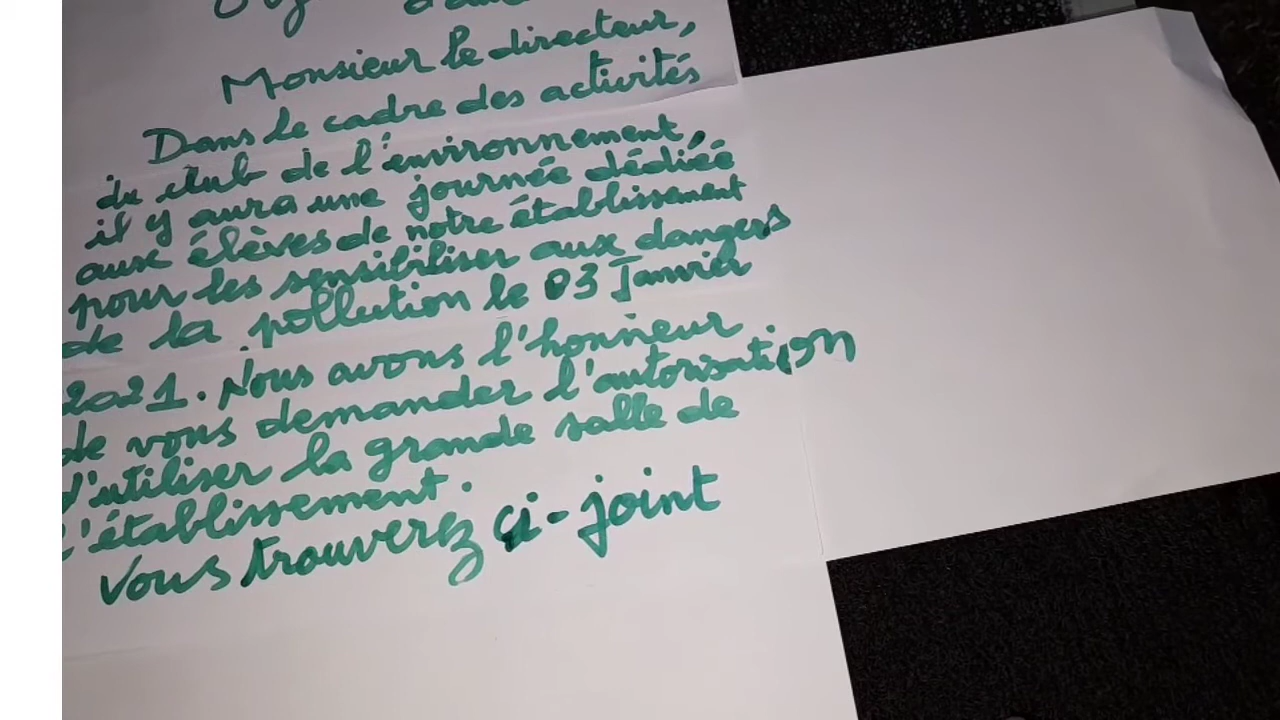 Monsieur le directeur,
Dans le cadre des activités
du club de l'environnement,
il y aura une journée dédiée
aux élèves de notre établissement
pour les sensibiliser aux dangers
de la pollution le 03 Janvier
2021. Nous avons l'honneur
de vous demander l'autorisation
d'utiliser la grande salle de
l'établissement.
Vous trouverez ci-joint